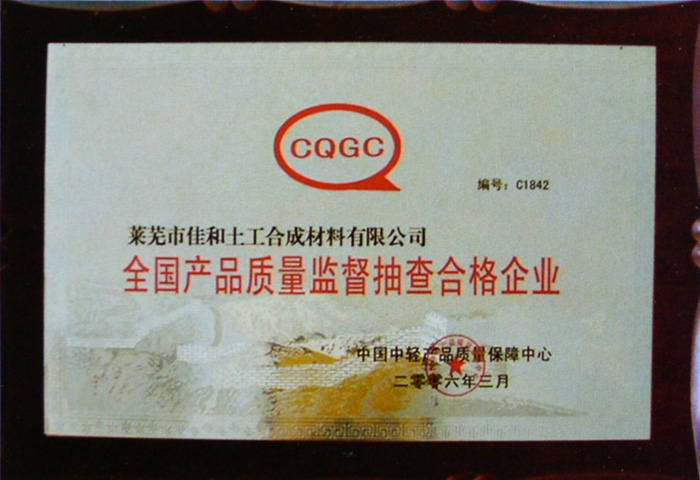 CQGC
编号：C1842
莱芜市佳和土工合成材料有限公司
全国产品质量监督抽查合格企业
中国中轻产品质量保障中心
二零零六年三月